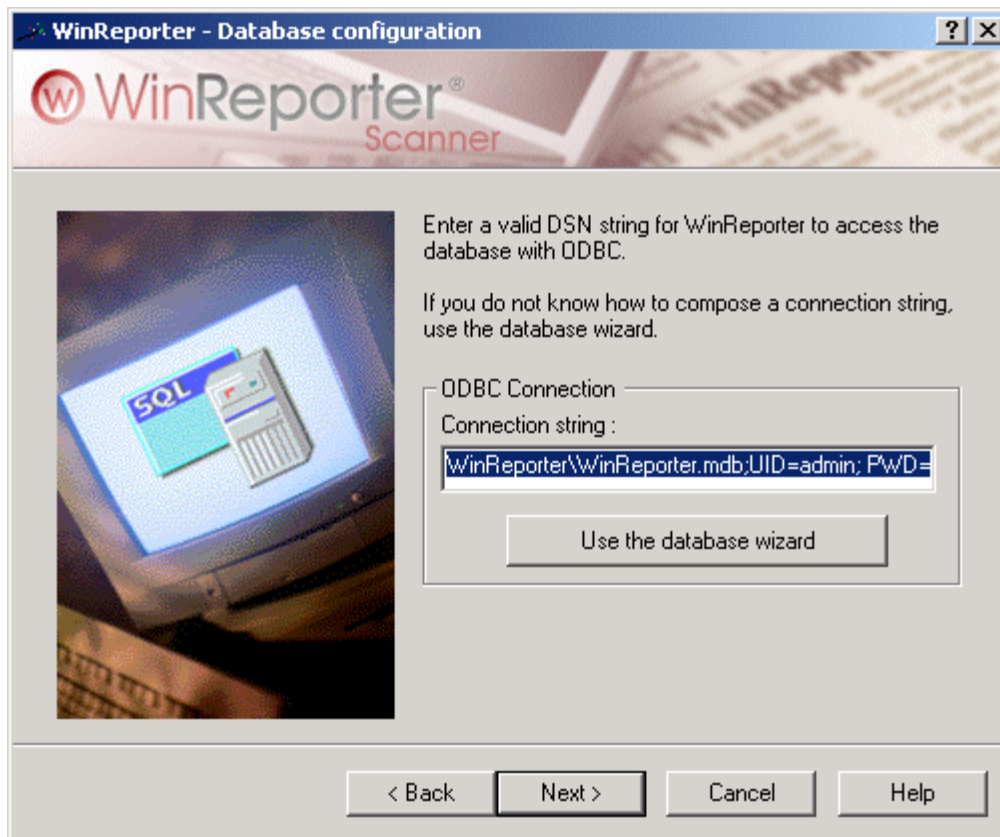 WinReporter - Database configuration
WinReporter®
Scanner
WinReport
Enter a valid DSN string for WinReporter to access the
database with ODBC.
If you do not know how to compose a connection string,
use the database wizard.
SQL
ODBC Connection
Connection string :
WinReporter\WinReporter.mdb;UID=admin; PWD=
Use the database wizard
< Back
Next >
Cancel
Help